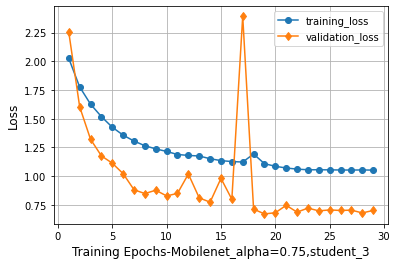 training_loss
validation_loss
2.25
2.00
1.75
1.50
1.25
1.00
0.75
Loss
0 5 10 15 20 25 30
Training Epochs-Moblenet_alpha=0.75,student_3